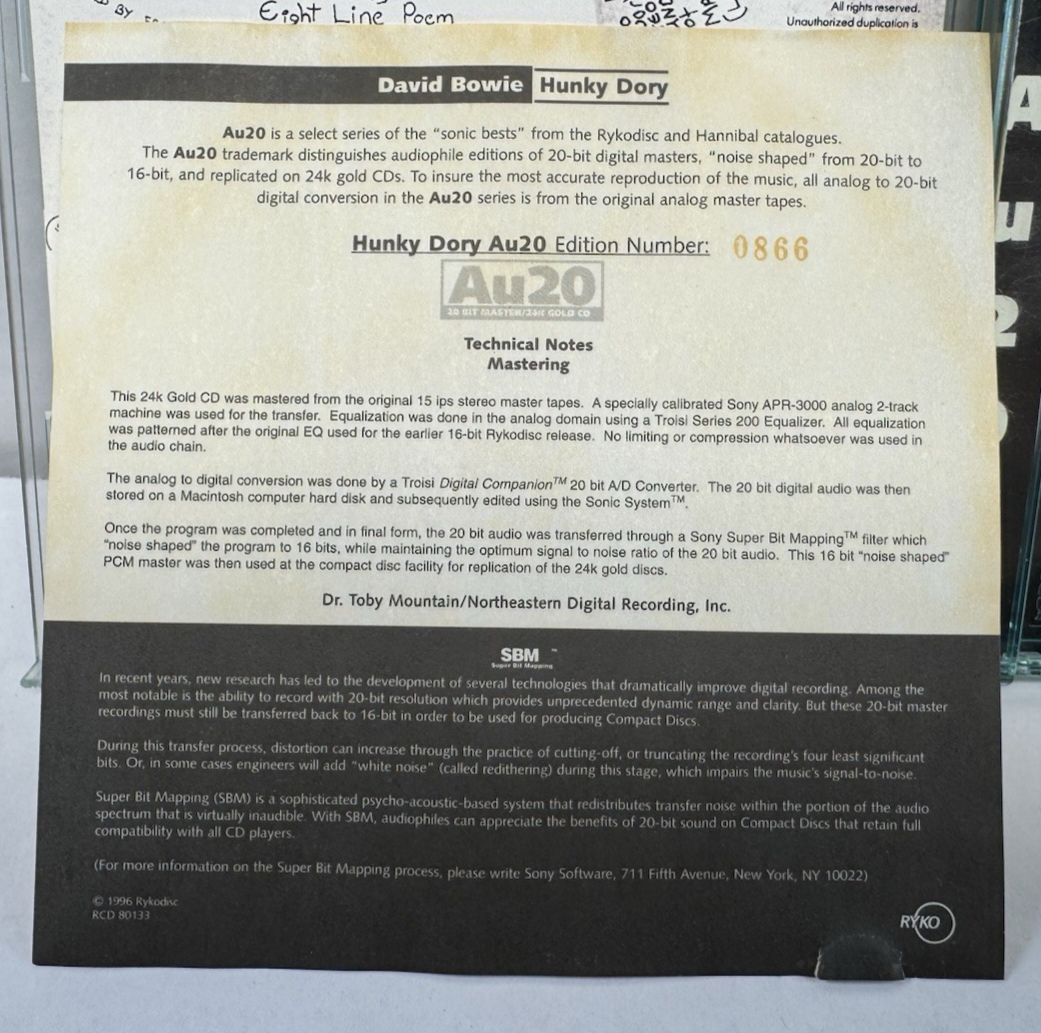 By
Eight Line Poem
All rights reserved.
Unauthorized duplication is
David Bowie Hunky Dory
Au20 is a select series of the "sonic bests" from the Rykodisc and Hannibal catalogues.
The Au20 trademark distinguishes audiophile editions of 20-bit digital masters, "noise shaped" from 20-bit to
16-bit, and replicated on 24k gold CDs. To insure the most accurate reproduction of the music, all analog to 20-bit
digital conversion in the Au20 series is from the original analog master tapes.
Hunky Dory Au20 Edition Number: 0866
Au20
20 BIT MASTER/24K GOLD CD
Technical Notes
Mastering
This 24k Gold CD was mastered from the original 15 ips stereo master tapes. A specially calibrated Sony APR-3000 analog 2-track
machine was used for the transfer. Equalization was done in the analog domain using a Troisi Series 200 Equalizer. All equalization
was patterned after the original EQ used for the earlier 16-bit Rykodisc release. No limiting or compression whatsoever was used in
the audio chain.
The analog to digital conversion was done by a Troisi Digital Companion™ 20 bit A/D Converter. The 20 bit digital audio was then
stored on a Macintosh computer hard disk and subsequently edited using the Sonic System™.
Once the program was completed and in final form, the 20 bit audio was transferred through a Sony Super Bit Mapping™ filter which
"noise shaped" the program to 16 bits, while maintaining the optimum signal to noise ratio of the 20 bit audio. This 16 bit "noise shaped"
PCM master was then used at the compact disc facility for replication of the 24k gold discs.
Dr. Toby Mountain/Northeastern Digital Recording, Inc.
SBM ™
Super Bit Mapping
In recent years, new research has led to the development of several technologies that dramatically improve digital recording. Among the
most notable is the ability to record with 20-bit resolution which provides unprecedented dynamic range and clarity. But these 20-bit master
recordings must still be transferred back to 16-bit in order to be used for producing Compact Discs.
During this transfer process, distortion can increase through the practice of cutting-off, or truncating the recording's four least significant
bits. Or, in some cases engineers will add "white noise" (called redithering) during this stage, which impairs the music's signal-to-noise.
Super Bit Mapping (SBM) is a sophisticated psycho-acoustic-based system that redistributes transfer noise within the portion of the audio
spectrum that is virtually inaudible. With SBM, audiophiles can appreciate the benefits of 20-bit sound on Compact Discs that retain full
compatibility with all CD players.
(For more information on the Super Bit Mapping process, please write Sony Software, 711 Fifth Avenue, New York, NY 10022)
© 1996 Rykodisc
RCD 80133
RYKO
A
u
2